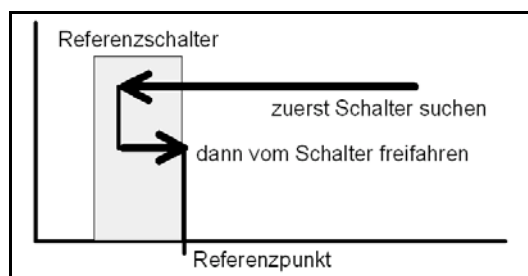 Referenzschalter
zuerst Schalter suchen
dann vom Schalter freifahren
Referenzpunkt